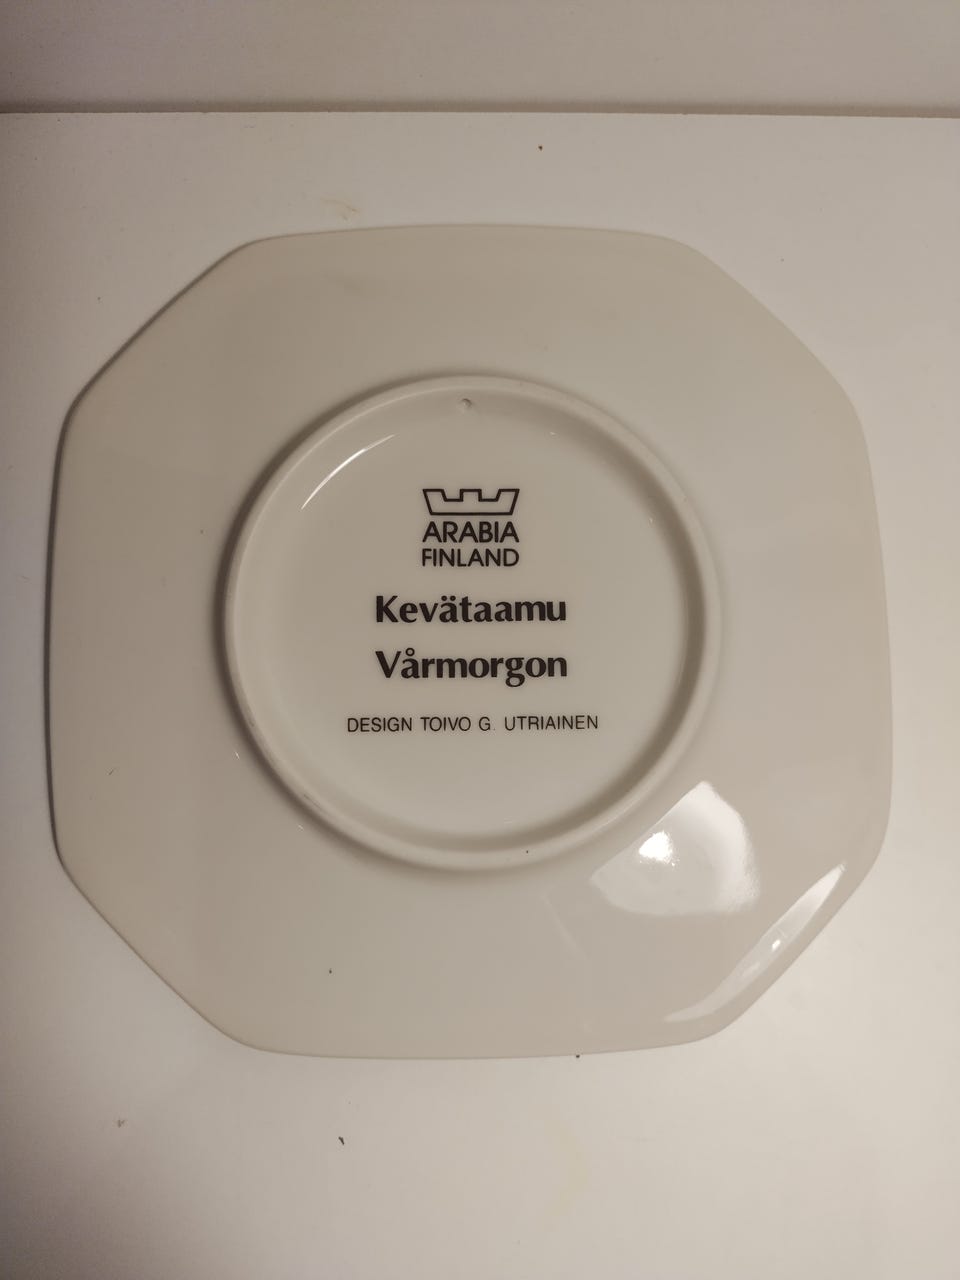 ARABIA
FINLAND
Kevätaamu
Vårmorgon
DESIGN TOIVO G. UTRIAINEN